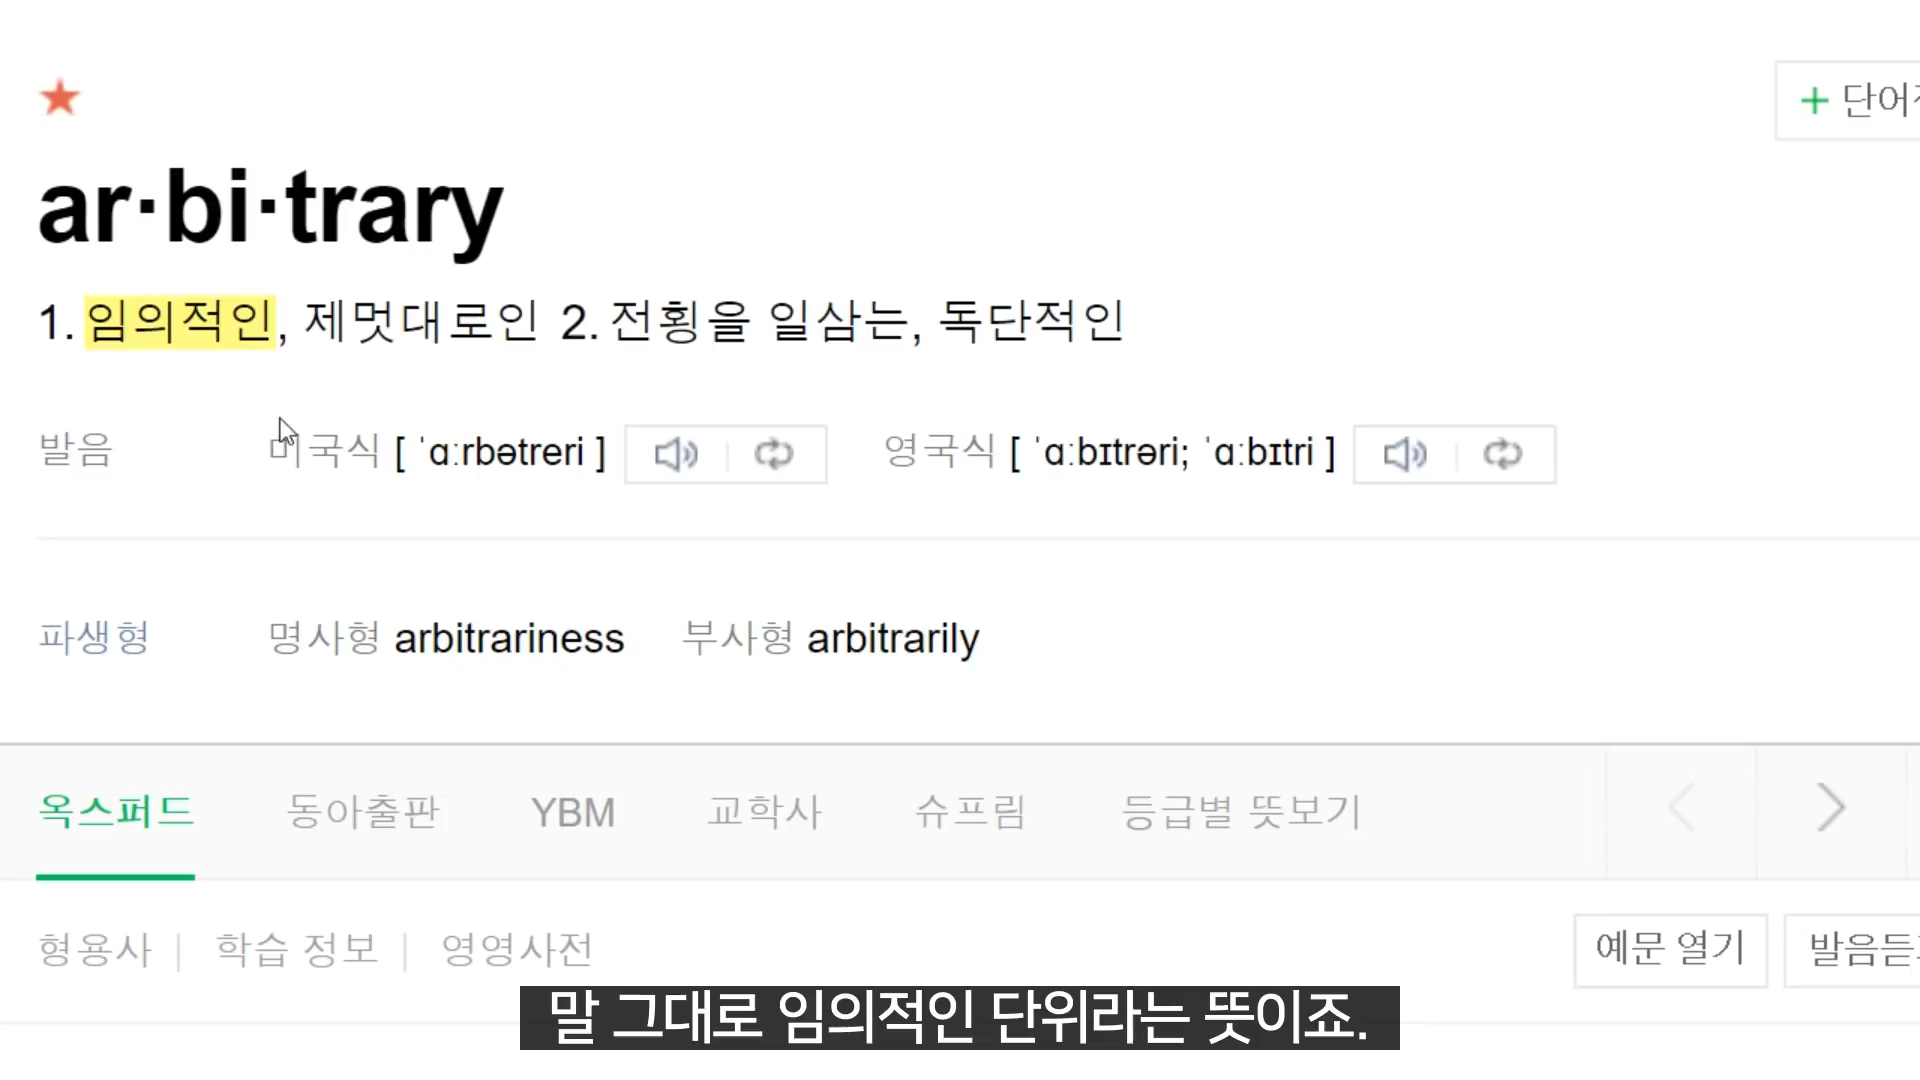 + 단어
ar·bi·trary
1. 임의적인, 제멋대로인 2. 전횡을 일삼는, 독단적인
발음 미국식 [ ˈɑːrbətreri ] 영국식 [ ˈɑːbɪtrəri; ˈɑːbɪtri ]
파생형 명사형 arbitrariness 부사형 arbitrarily
옥스퍼드 동아출판 YBM 교학사 슈프림 등급별 뜻보기
형용사 | 학습 정보 | 영영사전 예문 열기 발음듣
말 그대로 임의적인 단위라는 뜻이죠.